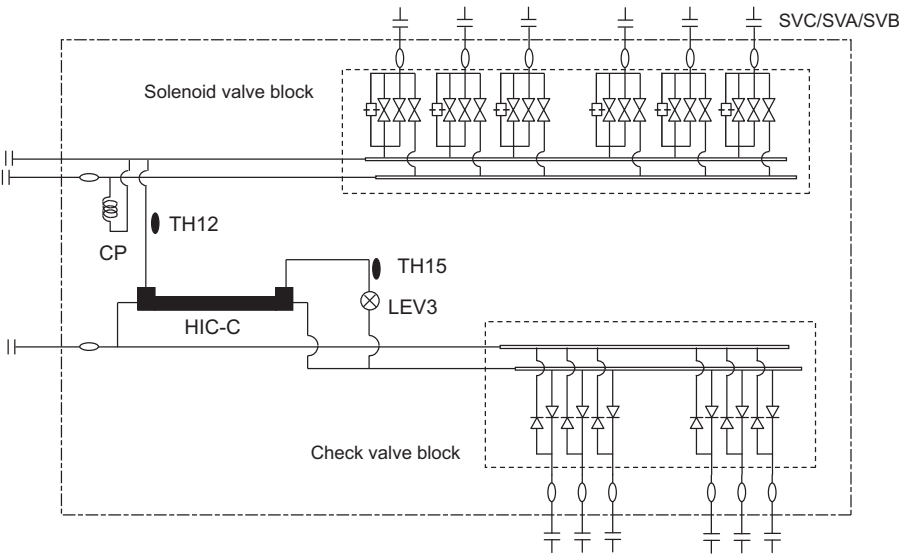 SVC/SVA/SVB
Solenoid valve block
TH12
CP
TH15
LEV3
HIC-C
Check valve block